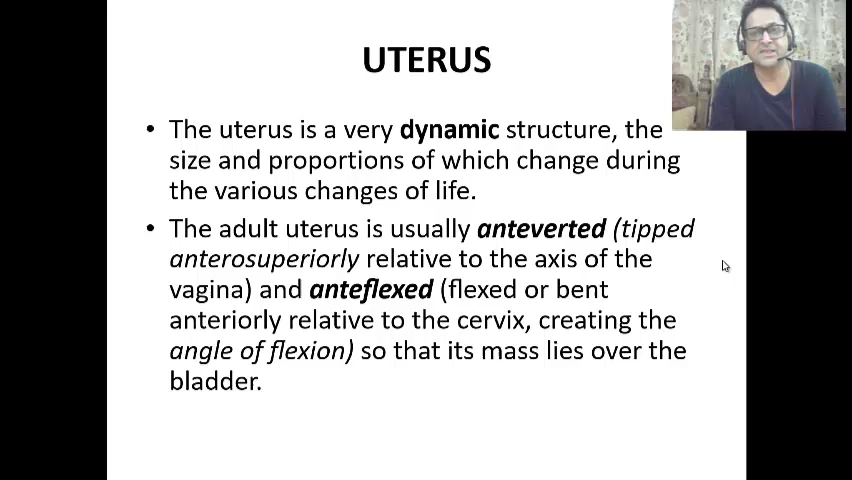 UTERUS
• The uterus is a very dynamic structure, the
size and proportions of which change during
the various changes of life.
• The adult uterus is usually anteverted (tipped
anterosuperiorly relative to the axis of the
vagina) and anteflexed (flexed or bent
anteriorly relative to the cervix, creating the
angle of flexion) so that its mass lies over the
bladder.